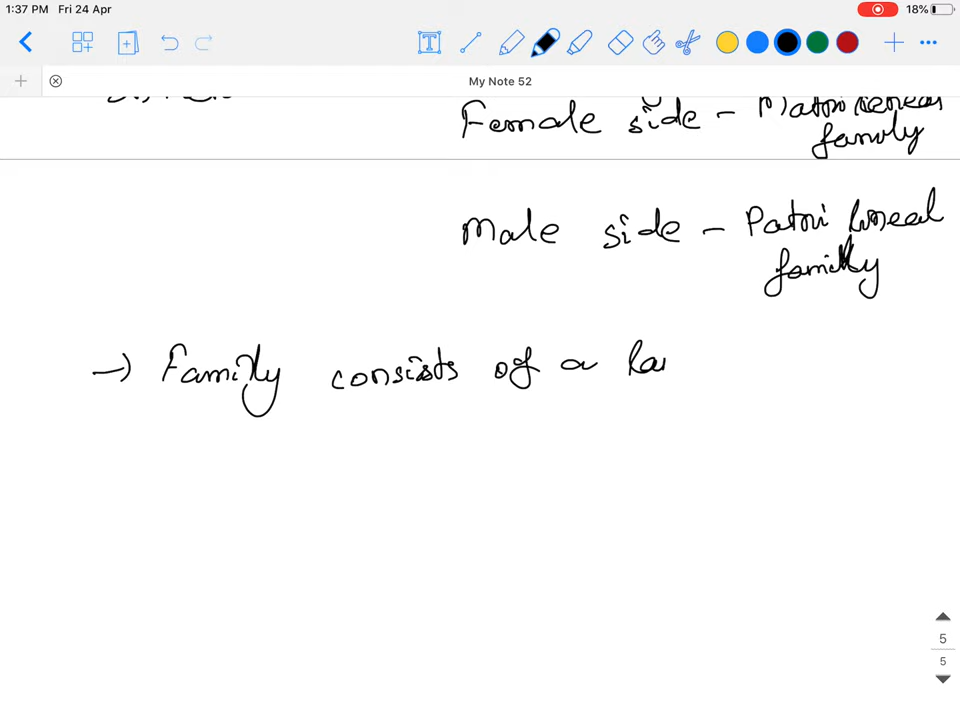 1:37 PM Fri 24 Apr 18%
My Note 52
Female side - Matrilineal
family
Male side - Patrilineal
family
→ Family consists of a la
5
5